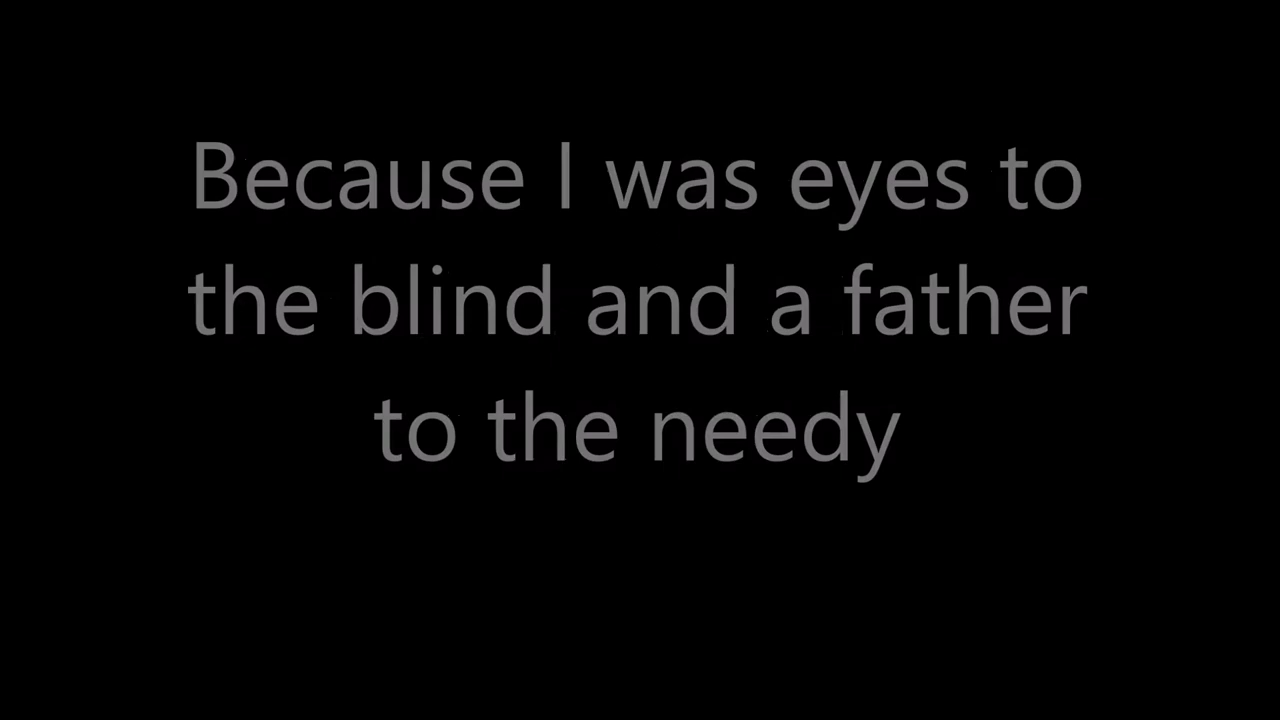 Because I was eyes to
the blind and a father
to the needy